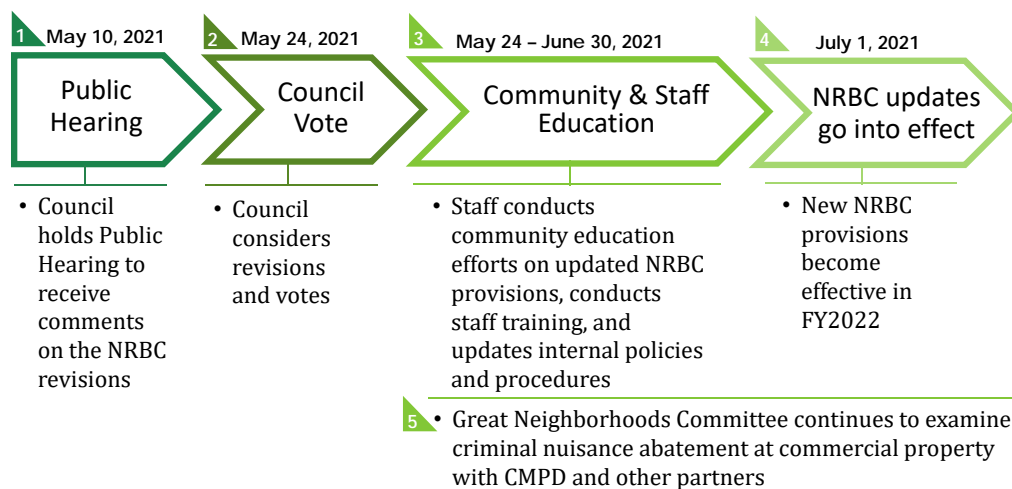 1 May 10, 2021
Public
Hearing
• Council
holds Public
Hearing to
receive
comments
on the NRBC
revisions
2 May 24, 2021
Council
Vote
• Council
considers
revisions
and votes
3 May 24 – June 30, 2021
Community & Staff
Education
• Staff conducts
community education
efforts on updated NRBC
provisions, conducts
staff training, and
updates internal policies
and procedures
4 July 1, 2021
NRBC updates
go into effect
• New NRBC
provisions
become
effective in
FY2022
5 • Great Neighborhoods Committee continues to examine
criminal nuisance abatement at commercial property
with CMPD and other partners